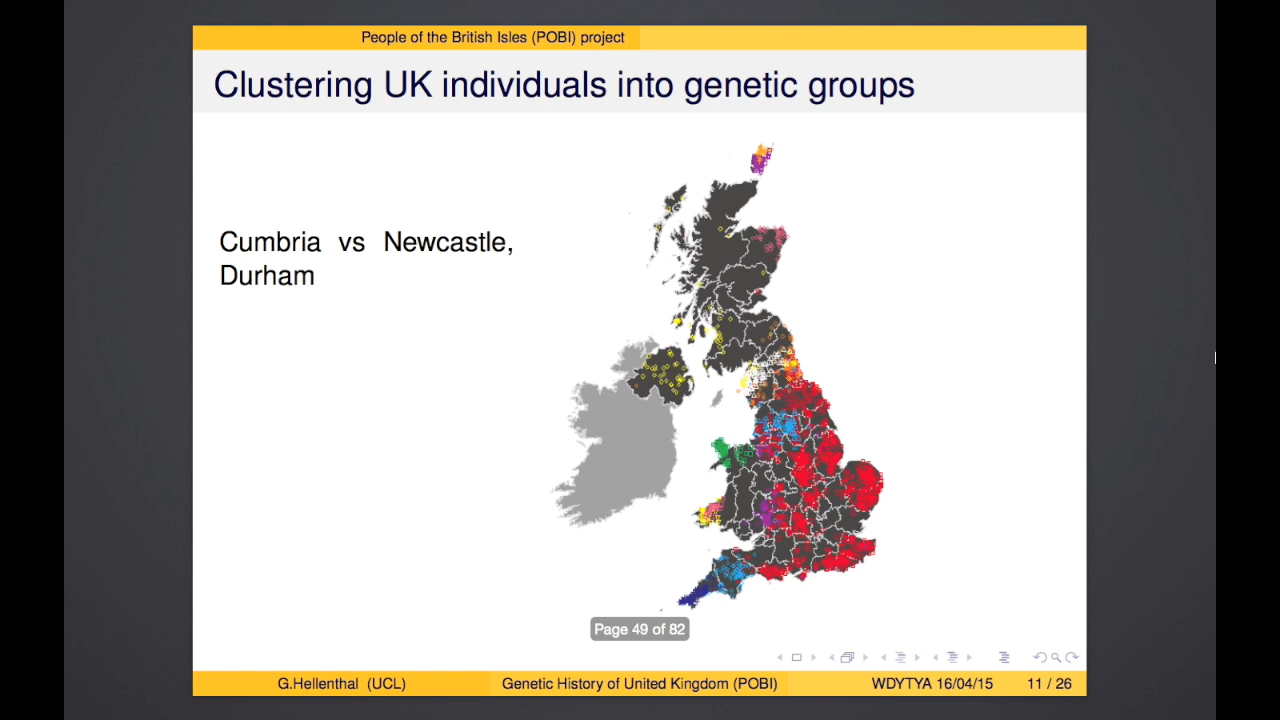 People of the British Isles (POBI) project
Clustering UK individuals into genetic groups
Cumbria vs Newcastle,
Durham
Page 49 of 82
G.Hellenthal (UCL) Genetic History of United Kingdom (POBI) WDYTYA 16/04/15 11 / 26